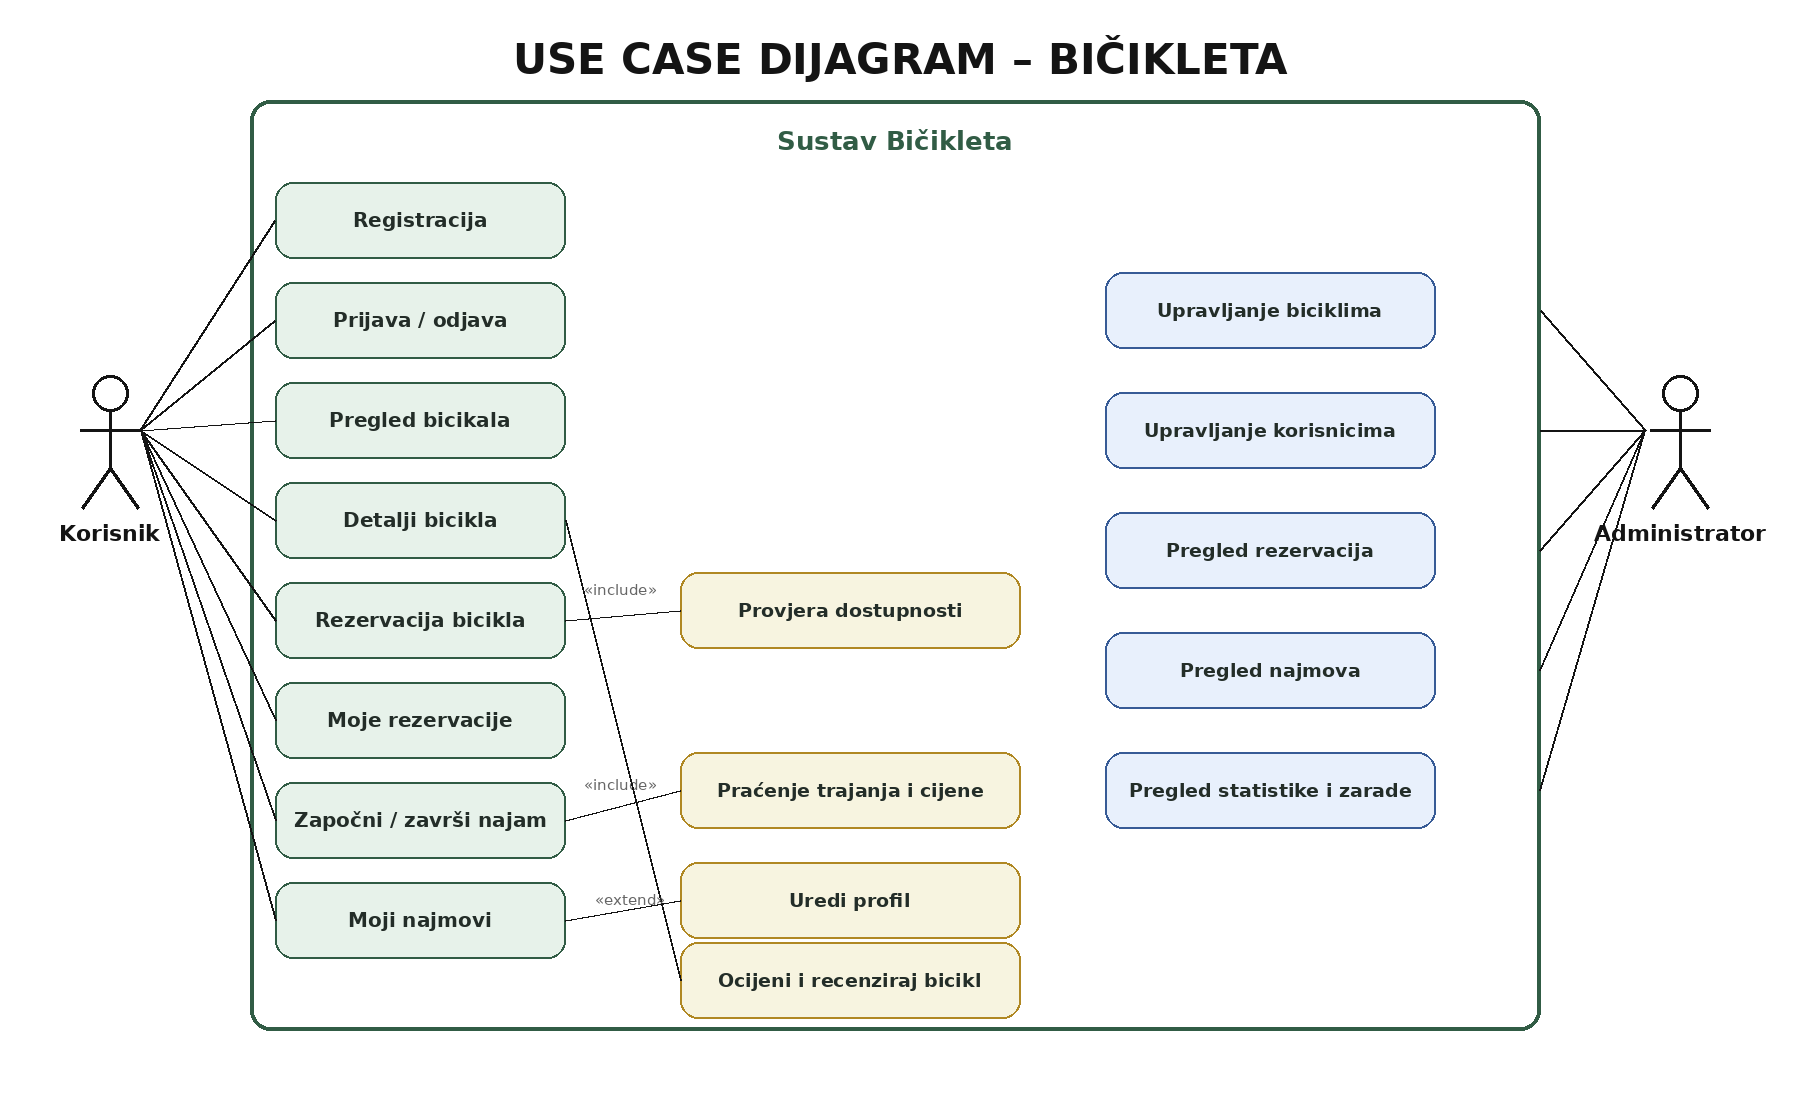 USE CASE DIJAGRAM – BIČIKLETA
Sustav Bičikleta
Registracija
Prijava / odjava
Pregled bicikala
Detalji bicikla
Rezervacija bicikla
Moje rezervacije
Započni / završi najam
Moji najmovi
Korisnik
«include»
Provjera dostupnosti
«include»
Praćenje trajanja i cijene
«extend»
Uredi profil
Ocijeni i recenziraj bicikl
Upravljanje biciklima
Upravljanje korisnicima
Pregled rezervacija
Pregled najmova
Pregled statistike i zarade
Administrator